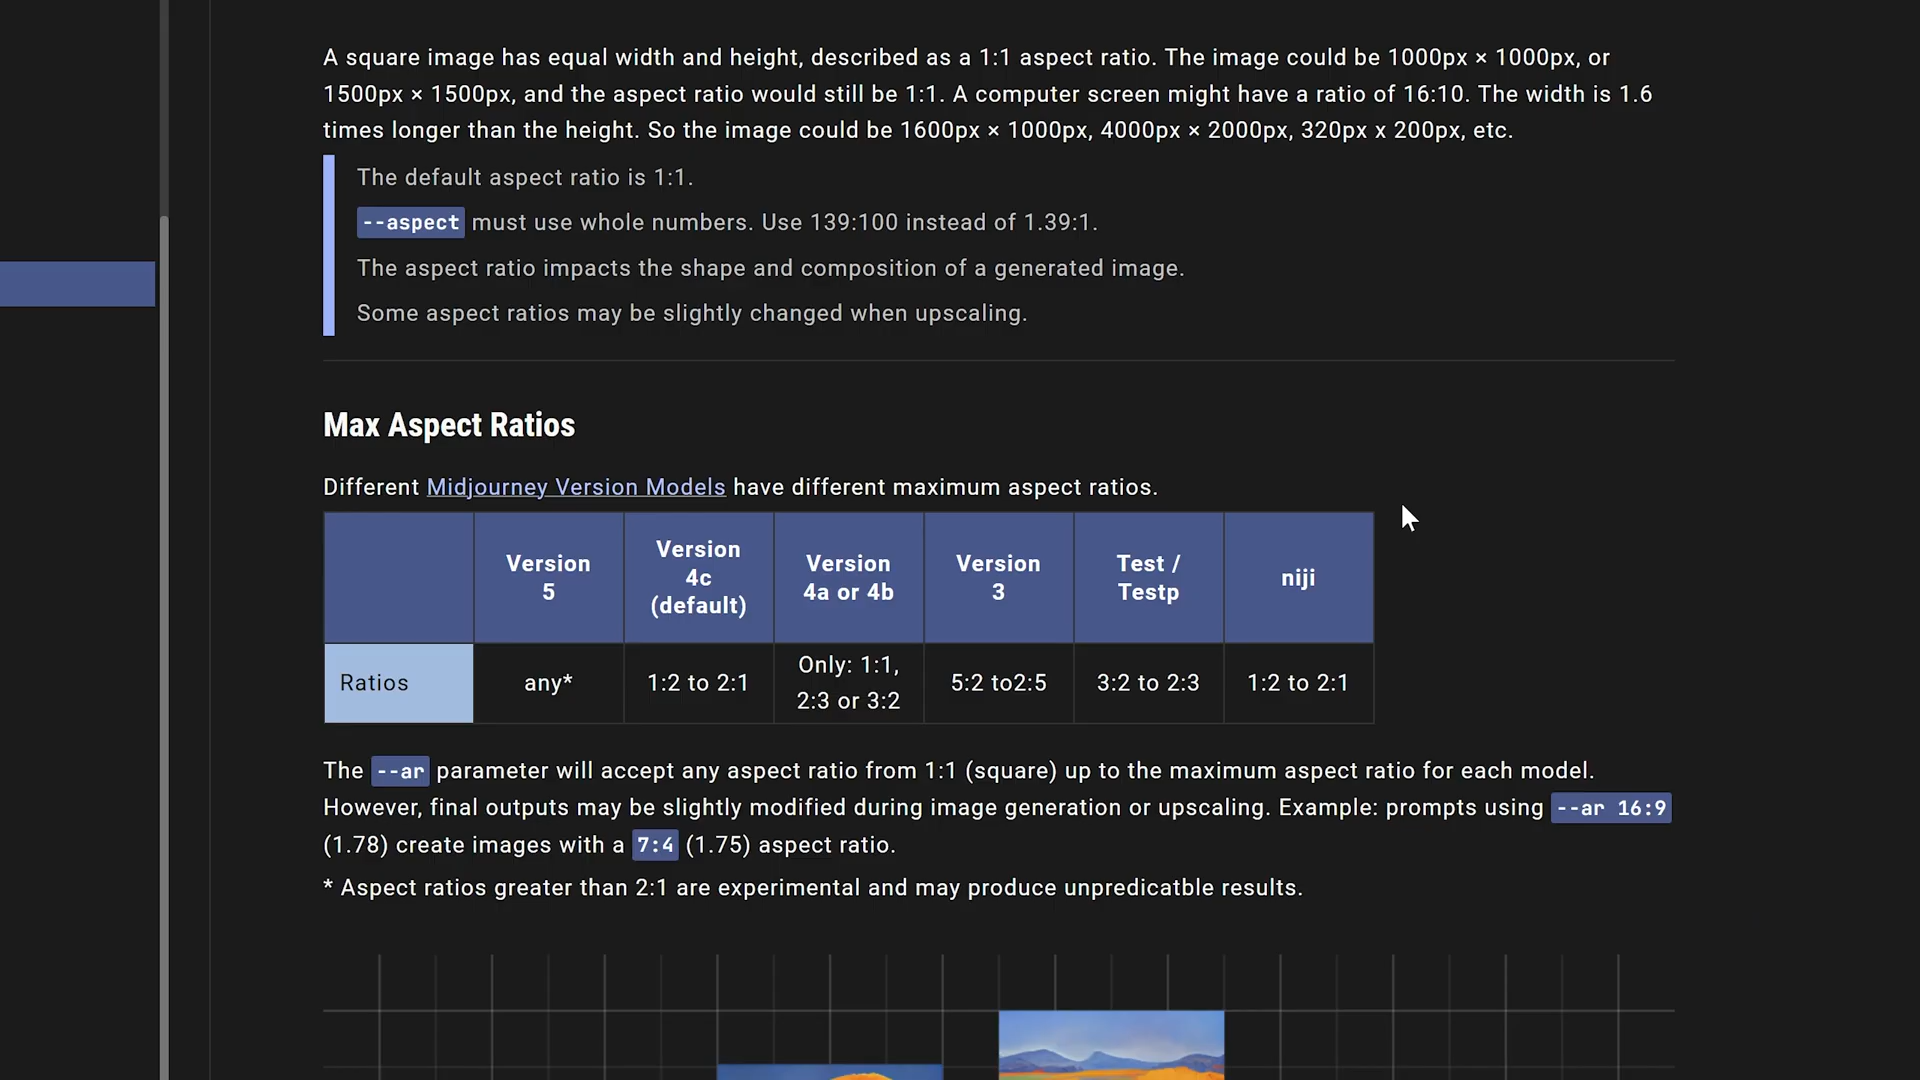 A square image has equal width and height, described as a 1:1 aspect ratio. The image could be 1000px × 1000px, or
1500px × 1500px, and the aspect ratio would still be 1:1. A computer screen might have a ratio of 16:10. The width is 1.6
times longer than the height. So the image could be 1600px × 1000px, 4000px × 2000px, 320px x 200px, etc.
The default aspect ratio is 1:1.
--aspect must use whole numbers. Use 139:100 instead of 1.39:1.
The aspect ratio impacts the shape and composition of a generated image.
Some aspect ratios may be slightly changed when upscaling.
Max Aspect Ratios
Different Midjourney Version Models have different maximum aspect ratios.
Version
5
Version
4c
(default)
Version
4a or 4b
Version
3
Test /
Testp
niji
Ratios
any*
1:2 to 2:1
Only: 1:1,
2:3 or 3:2
5:2 to2:5
3:2 to 2:3
1:2 to 2:1
The --ar parameter will accept any aspect ratio from 1:1 (square) up to the maximum aspect ratio for each model.
However, final outputs may be slightly modified during image generation or upscaling. Example: prompts using --ar 16:9
(1.78) create images with a 7:4 (1.75) aspect ratio.
* Aspect ratios greater than 2:1 are experimental and may produce unpredicatble results.